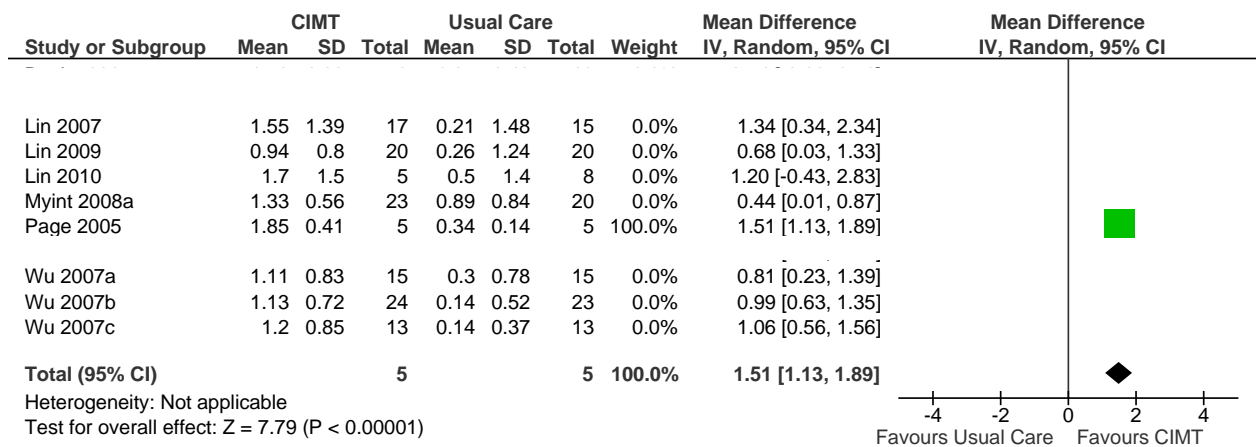 CIMT Usual Care Mean Difference Mean Difference
Study or Subgroup Mean SD Total Mean SD Total Weight IV, Random, 95% CI IV, Random, 95% CI
Lin 2007 1.55 1.39 17 0.21 1.48 15 0.0% 1.34 [0.34, 2.34]
Lin 2009 0.94 0.8 20 0.26 1.24 20 0.0% 0.68 [0.03, 1.33]
Lin 2010 1.7 1.5 5 0.5 1.4 8 0.0% 1.20 [-0.43, 2.83]
Myint 2008a 1.33 0.56 23 0.89 0.84 20 0.0% 0.44 [0.01, 0.87]
Page 2005 1.85 0.41 5 0.34 0.14 5 100.0% 1.51 [1.13, 1.89]
Wu 2007a 1.11 0.83 15 0.3 0.78 15 0.0% 0.81 [0.23, 1.39]
Wu 2007b 1.13 0.72 24 0.14 0.52 23 0.0% 0.99 [0.63, 1.35]
Wu 2007c 1.2 0.85 13 0.14 0.37 13 0.0% 1.06 [0.56, 1.56]
Total (95% CI) 5 5 100.0% 1.51 [1.13, 1.89]
Heterogeneity: Not applicable
Test for overall effect: Z = 7.79 (P < 0.00001)
-4 -2 0 2 4
Favours Usual Care Favours CIMT